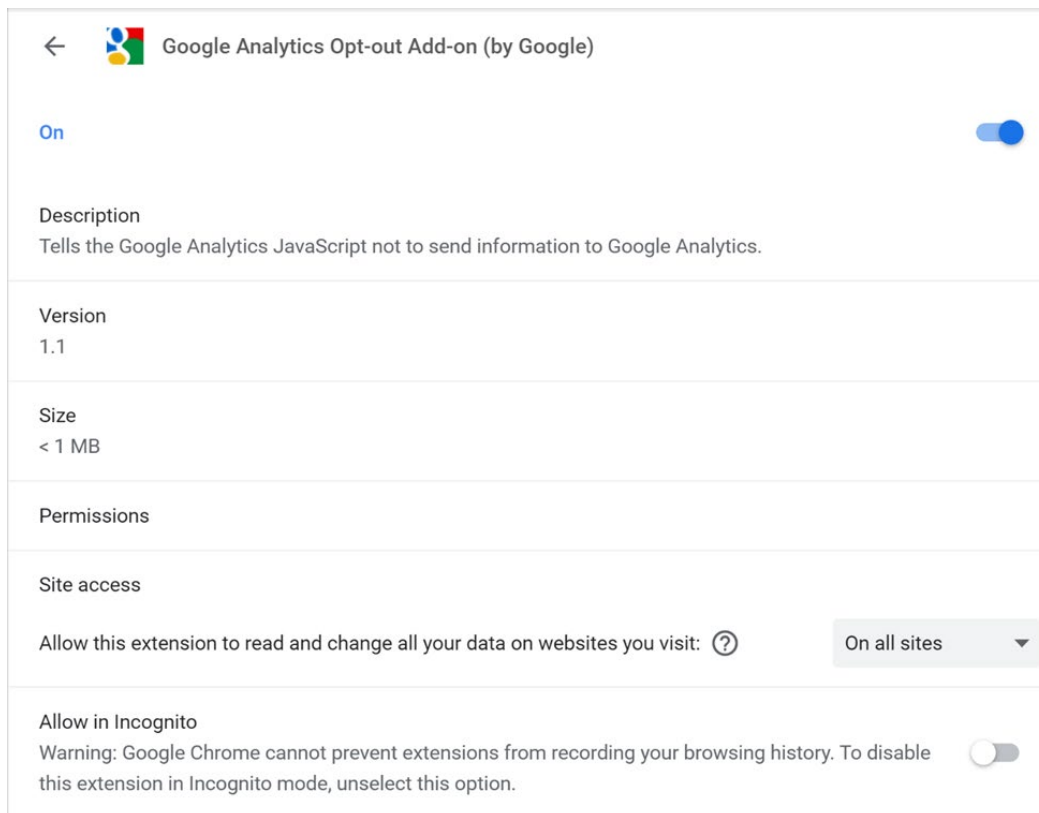 Google Analytics Opt-out Add-on (by Google)
On
Description
Tells the Google Analytics JavaScript not to send information to Google Analytics.
Version
1.1
Size
< 1 MB
Permissions
Site access
Allow this extension to read and change all your data on websites you visit: ?
On all sites
Allow in Incognito
Warning: Google Chrome cannot prevent extensions from recording your browsing history. To disable
this extension in Incognito mode, unselect this option.